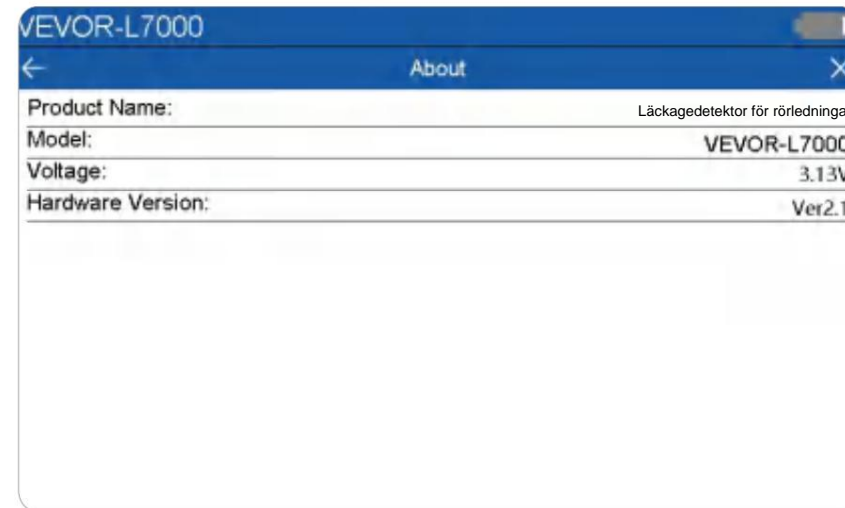 VEVOR-L7000
About
Product Name: Läckagedetektor för rörledninga
Model: VEVOR-L7000
Voltage: 3.13V
Hardware Version: Ver2.1